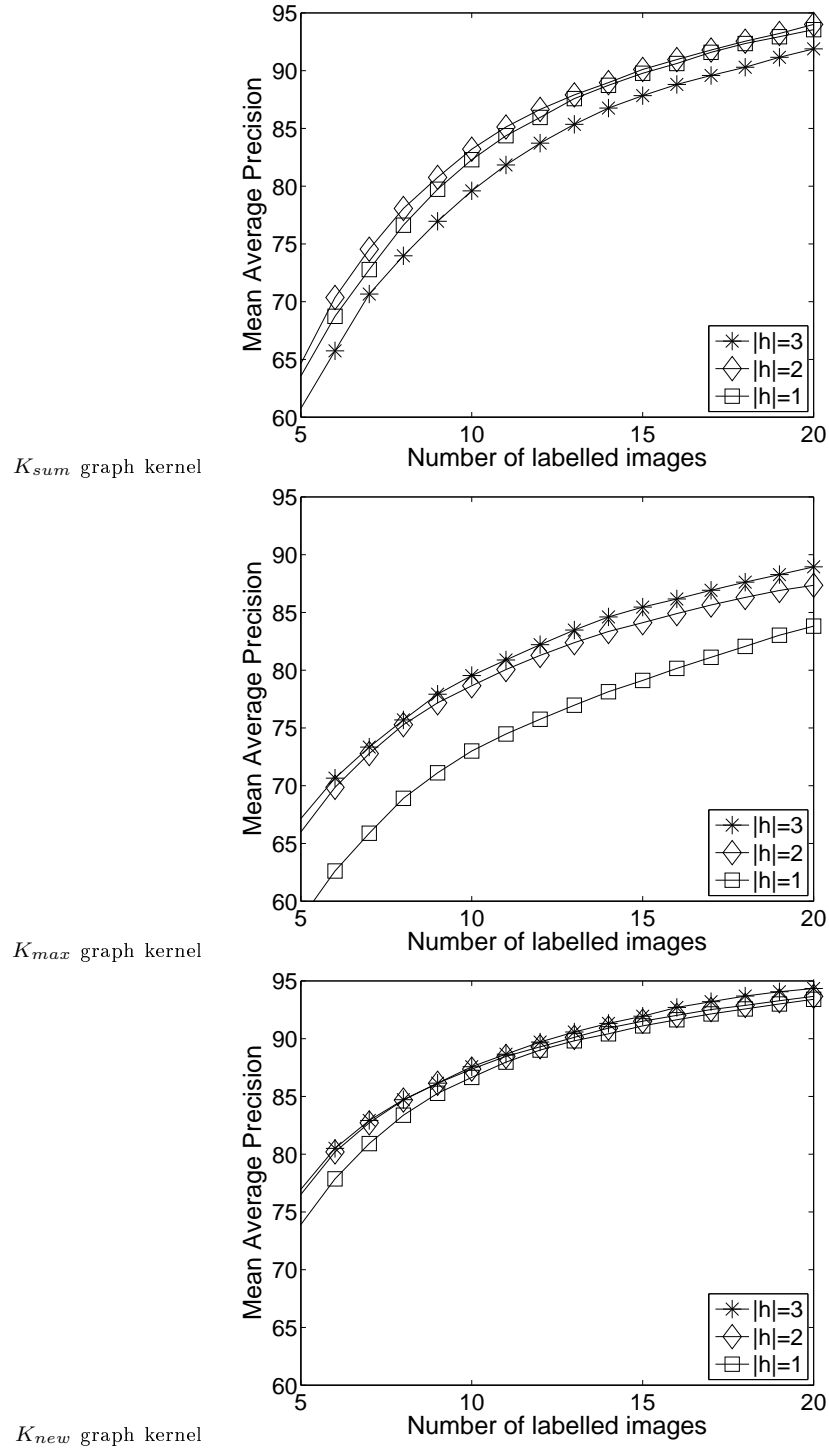 95
90
85
80
75
70
65
60
Mean Average Precision
|h|=3
|h|=2
|h|=1
5
10
15
20
Number of labelled images
K_sum graph kernel
95
90
85
80
75
70
65
60
Mean Average Precision
|h|=3
|h|=2
|h|=1
5
10
15
20
Number of labelled images
K_max graph kernel
95
90
85
80
75
70
65
60
Mean Average Precision
|h|=3
|h|=2
|h|=1
5
10
15
20
Number of labelled images
K_new graph kernel